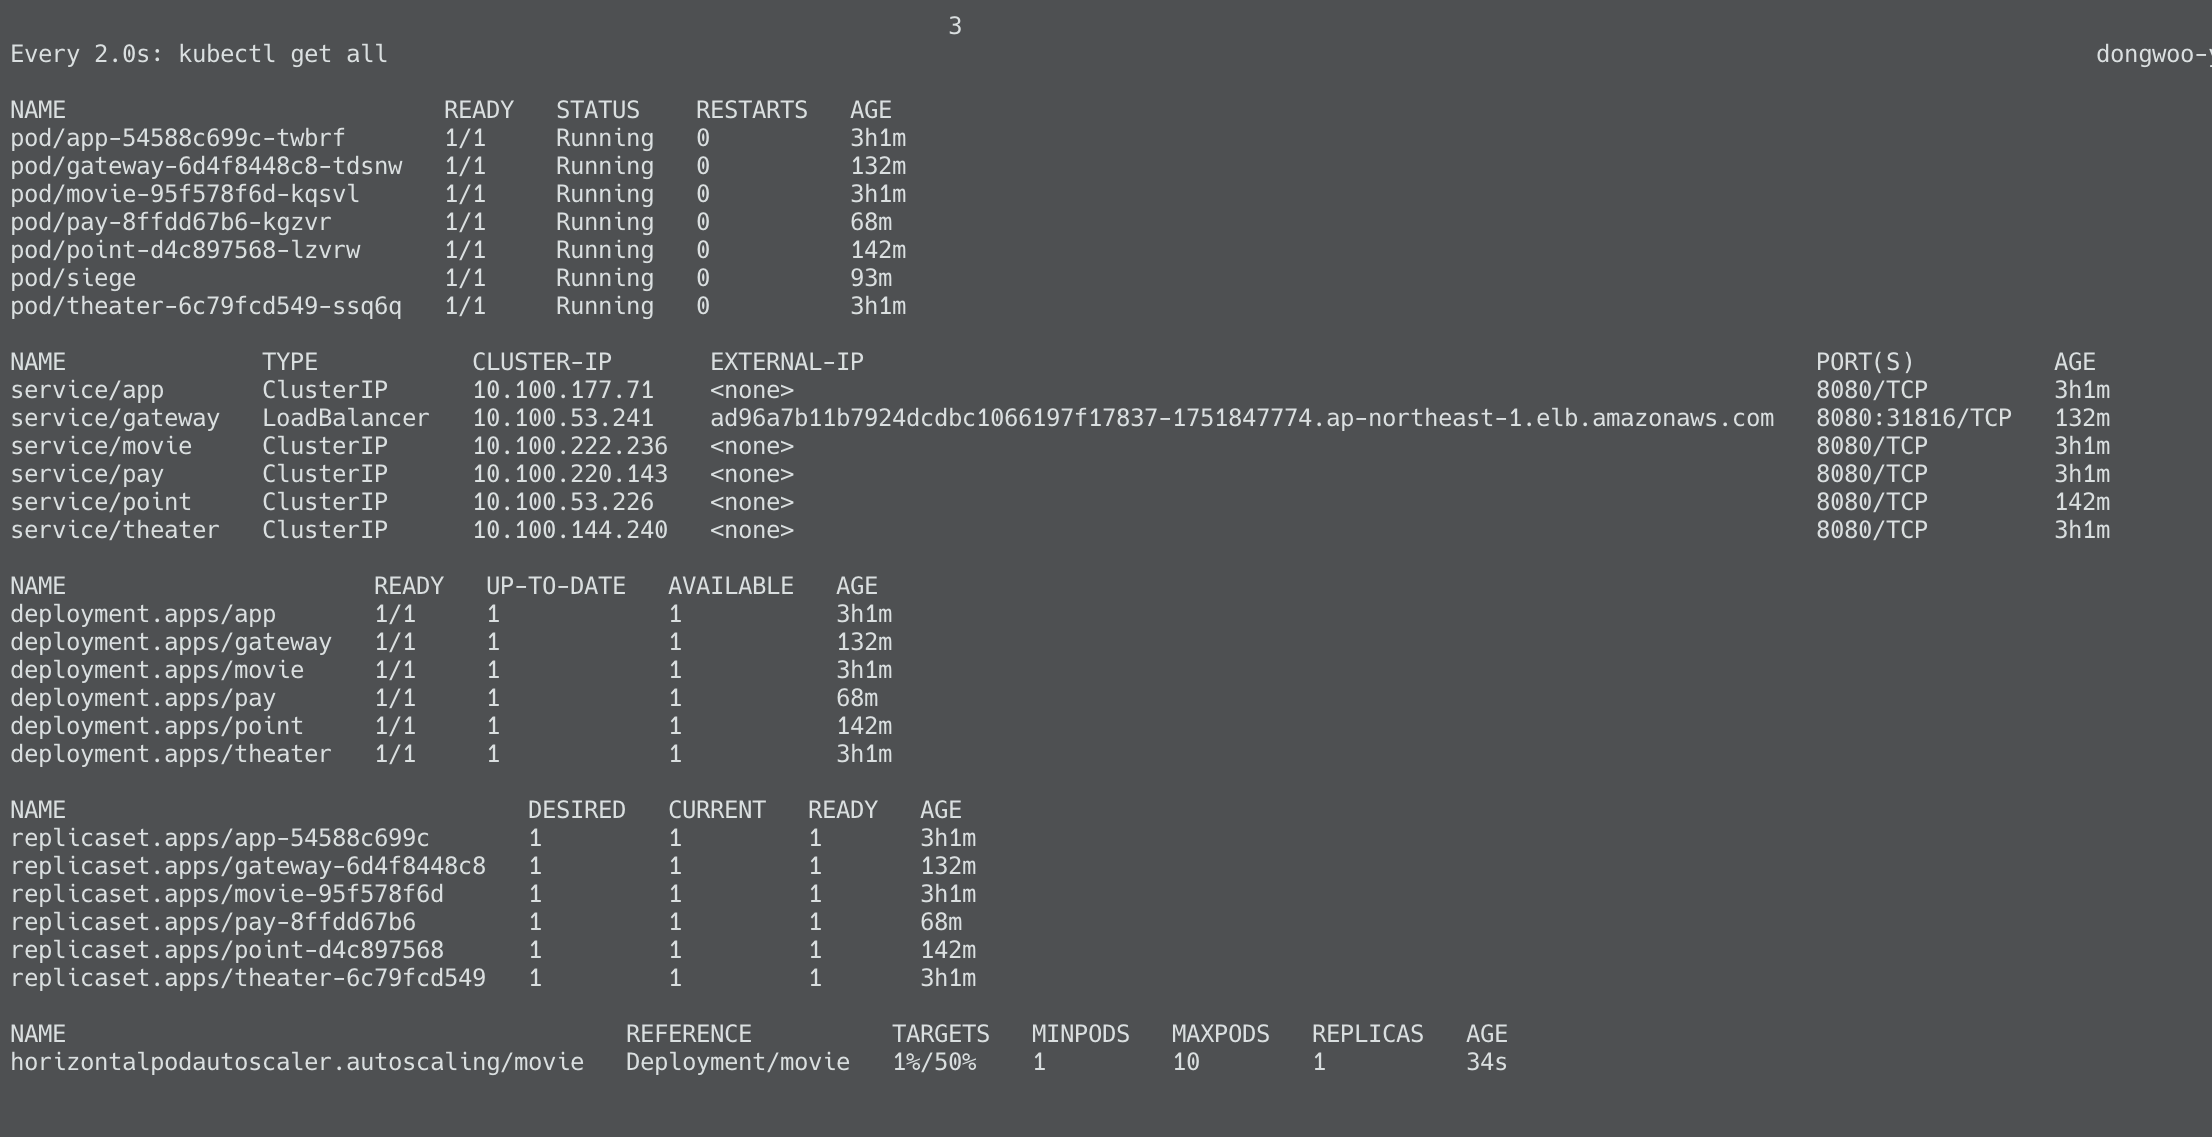 3
Every 2.0s: kubectl get all dongwoo-
NAME READY STATUS RESTARTS AGE
pod/app-54588c699c-twbrf 1/1 Running 0 3h1m
pod/gateway-6d4f8448c8-tdsnw 1/1 Running 0 132m
pod/movie-95f578f6d-kqsvl 1/1 Running 0 3h1m
pod/pay-8ffdd67b6-kgzvr 1/1 Running 0 68m
pod/point-d4c897568-lzvrw 1/1 Running 0 142m
pod/siege 1/1 Running 0 93m
pod/theater-6c79fcd549-ssq6q 1/1 Running 0 3h1m
NAME TYPE CLUSTER-IP EXTERNAL-IP PORT(S) AGE
service/app ClusterIP 10.100.177.71 <none> 8080/TCP 3h1m
service/gateway LoadBalancer 10.100.53.241 ad96a7b11b7924dcdbc1066197f17837-1751847774.ap-northeast-1.elb.amazonaws.com 8080:31816/TCP 132m
service/movie ClusterIP 10.100.222.236 <none> 8080/TCP 3h1m
service/pay ClusterIP 10.100.220.143 <none> 8080/TCP 3h1m
service/point ClusterIP 10.100.53.226 <none> 8080/TCP 142m
service/theater ClusterIP 10.100.144.240 <none> 8080/TCP 3h1m
NAME READY UP-TO-DATE AVAILABLE AGE
deployment.apps/app 1/1 1 1 3h1m
deployment.apps/gateway 1/1 1 1 132m
deployment.apps/movie 1/1 1 1 3h1m
deployment.apps/pay 1/1 1 1 68m
deployment.apps/point 1/1 1 1 142m
deployment.apps/theater 1/1 1 1 3h1m
NAME DESIRED CURRENT READY AGE
replicaset.apps/app-54588c699c 1 1 1 3h1m
replicaset.apps/gateway-6d4f8448c8 1 1 1 132m
replicaset.apps/movie-95f578f6d 1 1 1 3h1m
replicaset.apps/pay-8ffdd67b6 1 1 1 68m
replicaset.apps/point-d4c897568 1 1 1 142m
replicaset.apps/theater-6c79fcd549 1 1 1 3h1m
NAME REFERENCE TARGETS MINPODS MAXPODS REPLICAS AGE
horizontalpodautoscaler.autoscaling/movie Deployment/movie 1%/50% 1 10 1 34s